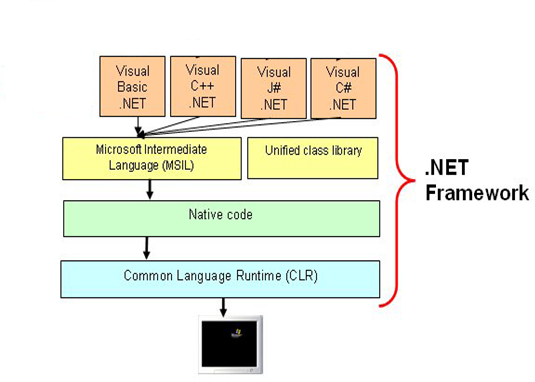 Visual
Basic
.NET
Visual
C++
.NET
Visual
J#
.NET
Visual
C#
.NET
Microsoft Intermediate
Language (MSIL)
Unified class library
.NET
Framework
Native code
Common Language Runtime (CLR)